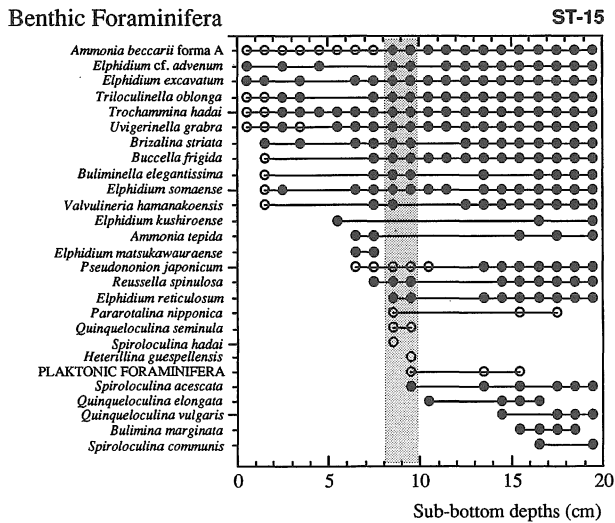 Benthic Foraminifera ST-15
Ammonia beccarii forma A
Elphidium cf. advenum
Elphidium excavatum
Triloculinella oblonga
Trochammina hadai
Uvigerinella grabra
Brizalina striata
Buccella frigida
Buliminella elegantissima
Elphidium somaense
Valvulineria hamanakoensis
Elphidium kushiroense
Ammonia tepida
Elphidium matsukawauraense
Pseudononion japonicum
Reussella spinulosa
Elphidium reticulosum
Pararotalina nipponica
Quinqueloculina seminula
Spiroloculina hadai
Heterillina guespellensis
PLAKTONIC FORAMINIFERA
Spiroloculina acescata
Quinqueloculina elongata
Quinqueloculina vulgaris
Bulimina marginata
Spiroloculina communis
0 5 10 15 20
Sub-bottom depths (cm)